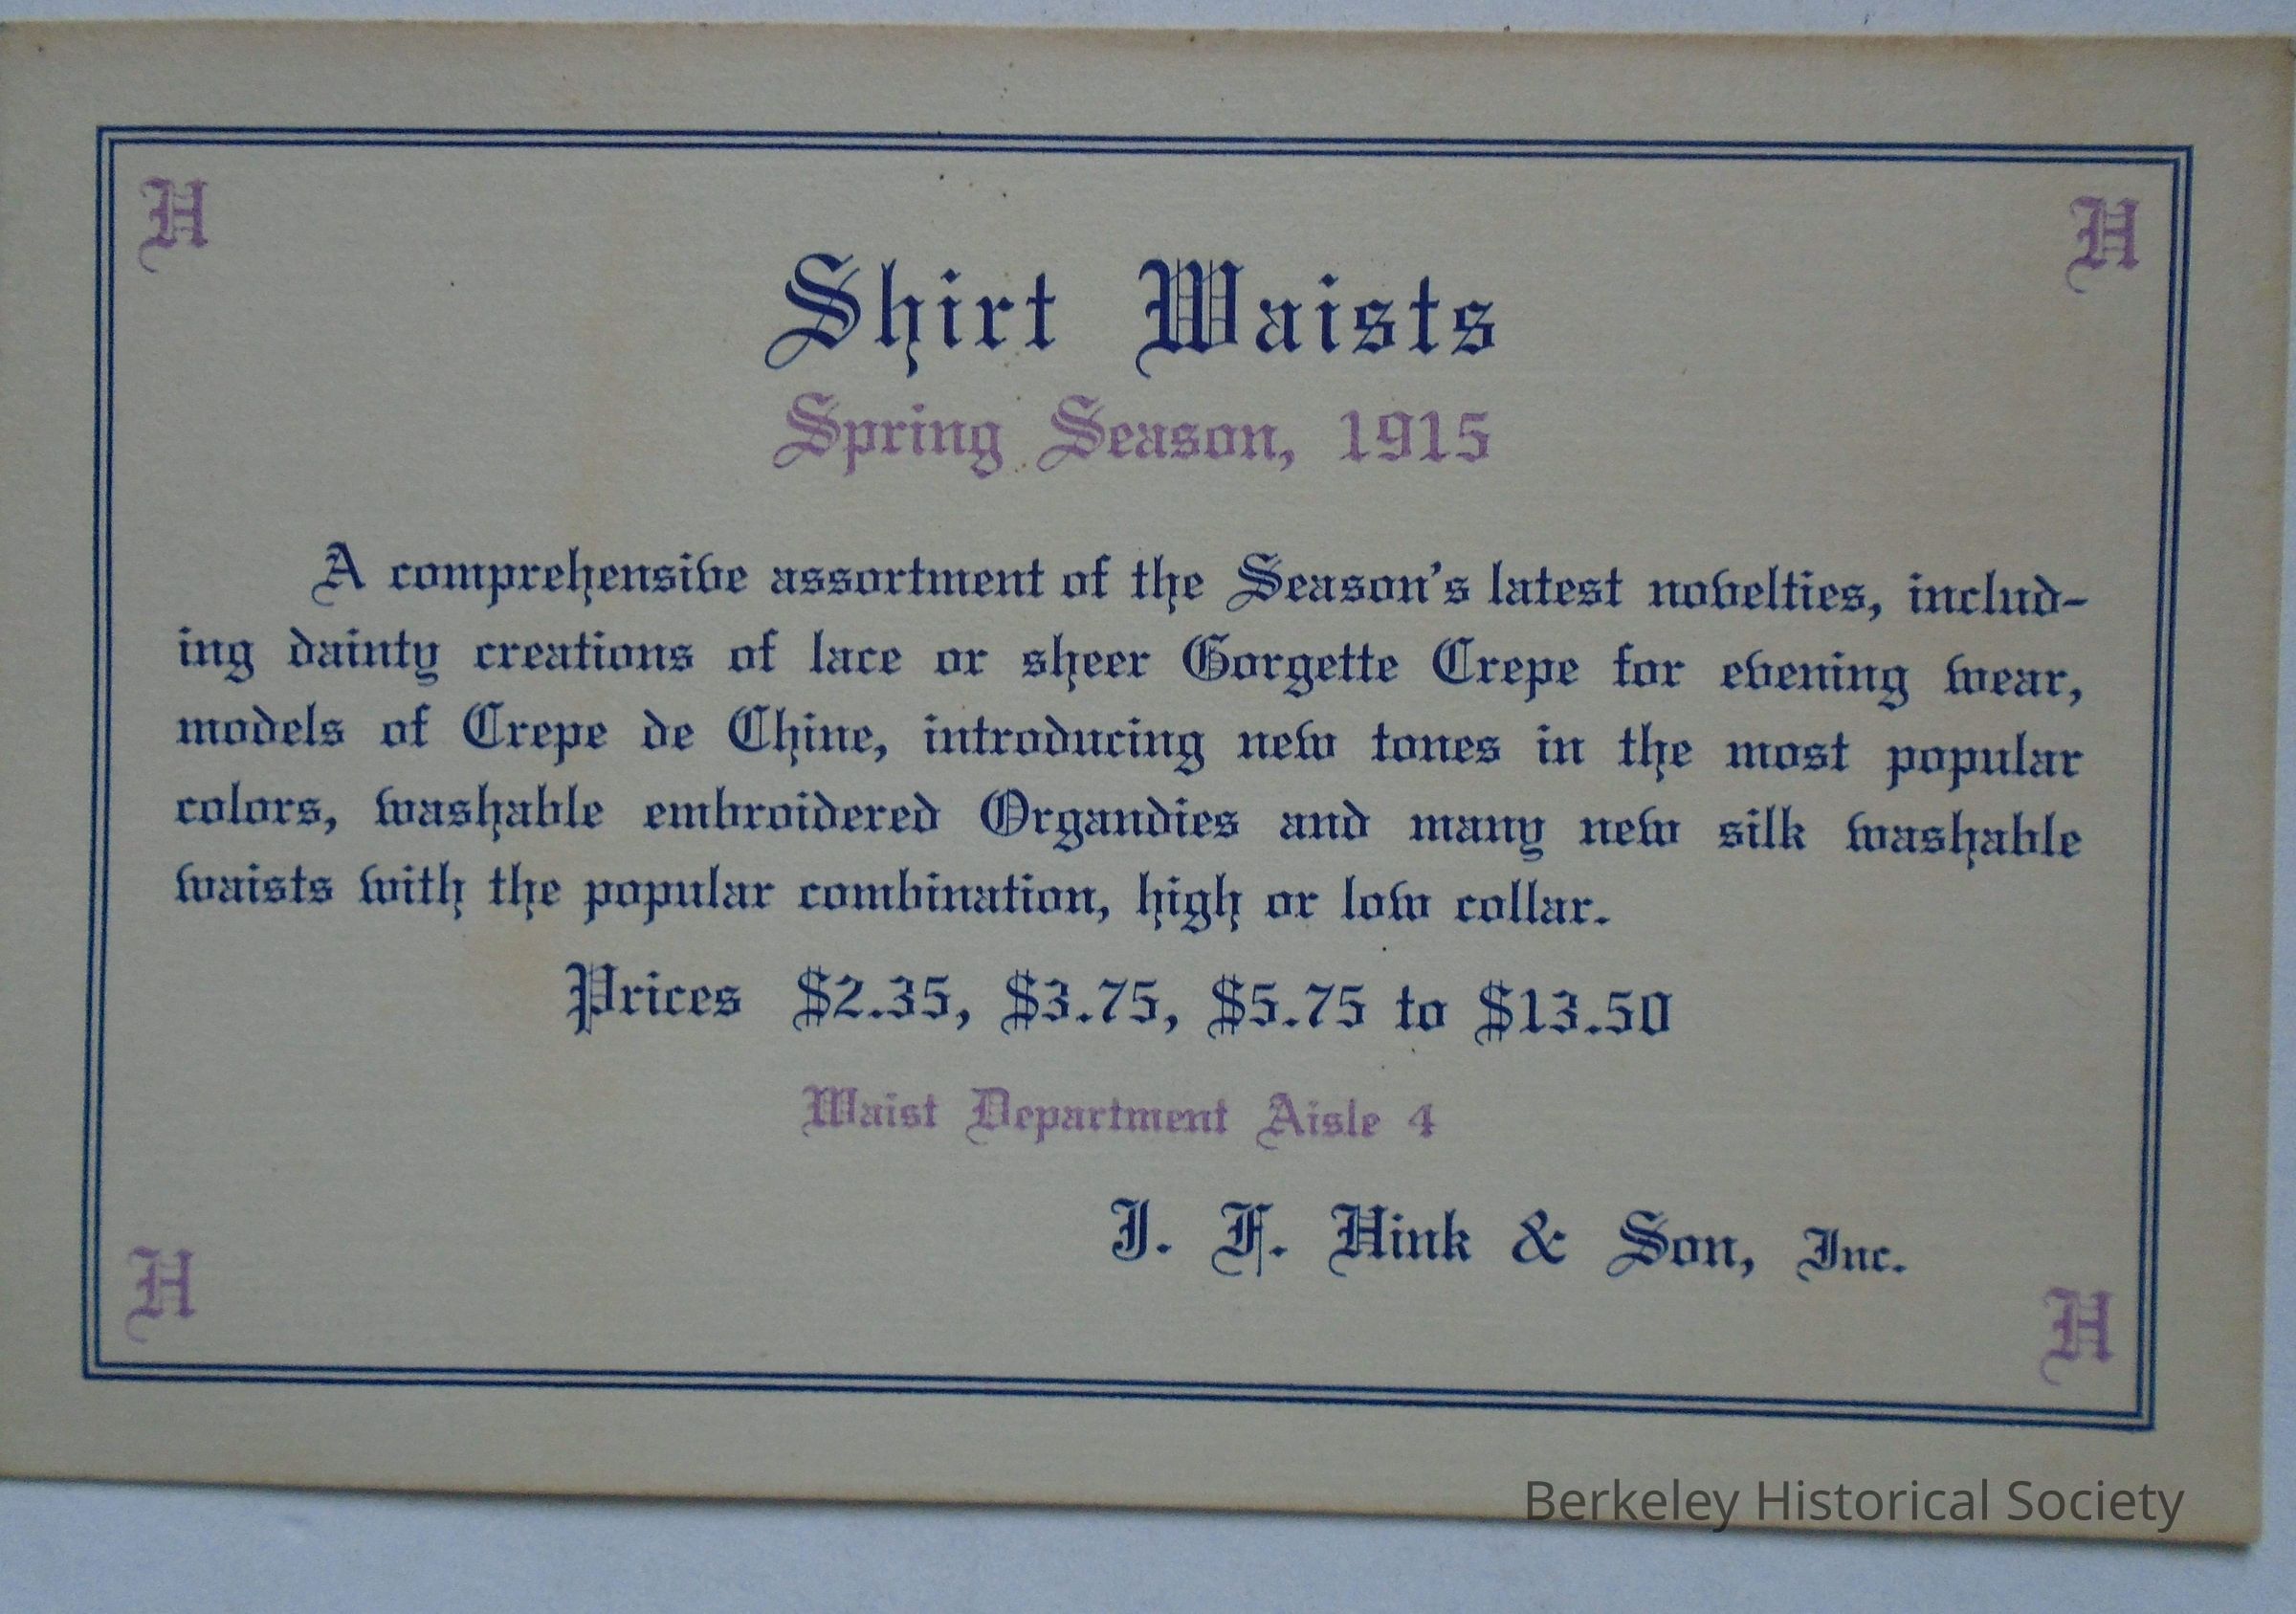 H H
Shirt Waists
Spring Season, 1915
A comprehensive assortment of the Season's latest novelties, includ-
ing dainty creations of lace or sheer Gorgette Crepe for evening wear,
models of Crepe de Chine, introducing new tones in the most popular
colors, washable embroidered Organdies and many new silk washable
waists with the popular combination, high or low collar.
Prices $2.35, $3.75, $5.75 to $13.50
Waist Department Aisle 4
J. F. Hink & Son, Inc.
H H
Berkeley Historical Society